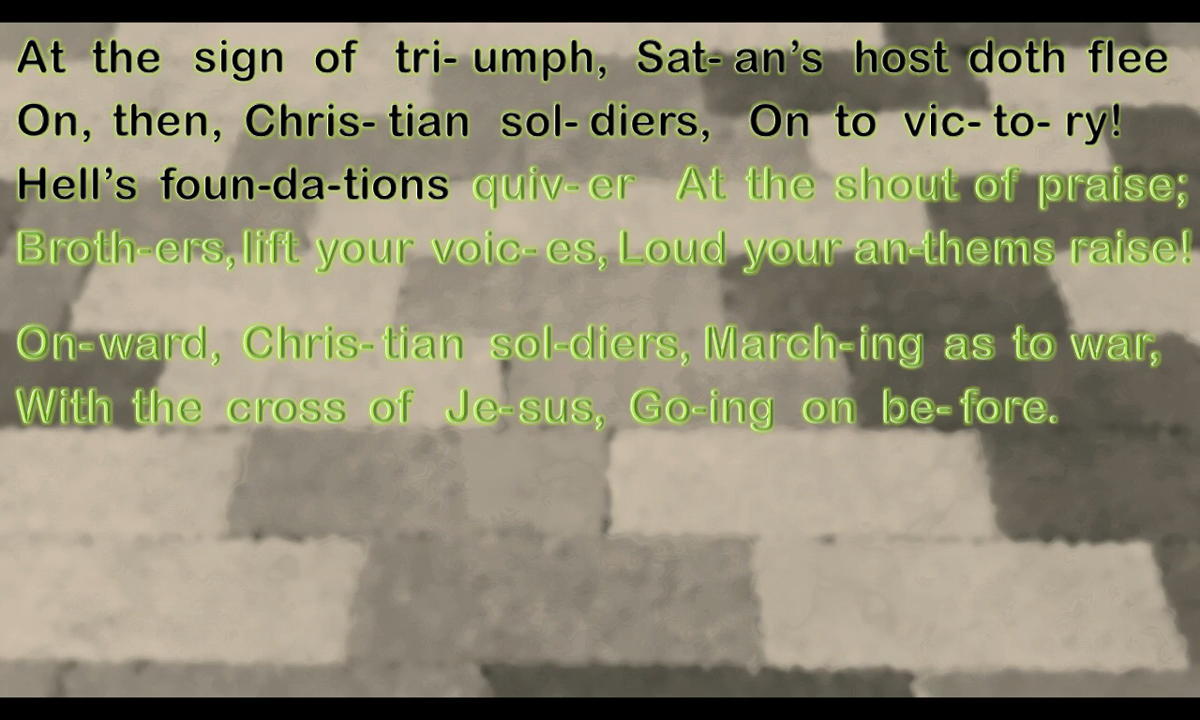 At the sign of tri- umph, Sat- an’s host doth flee
On, then, Chris- tian sol- diers, On to vic- to- ry!
Hell’s foun-da-tions quiv- er At the shout of praise;
Broth-ers, lift your voic- es, Loud your an-thems raise!
On-ward, Chris- tian sol-diers, March-ing as to war,
With the cross of Je-sus, Go-ing on be- fore.